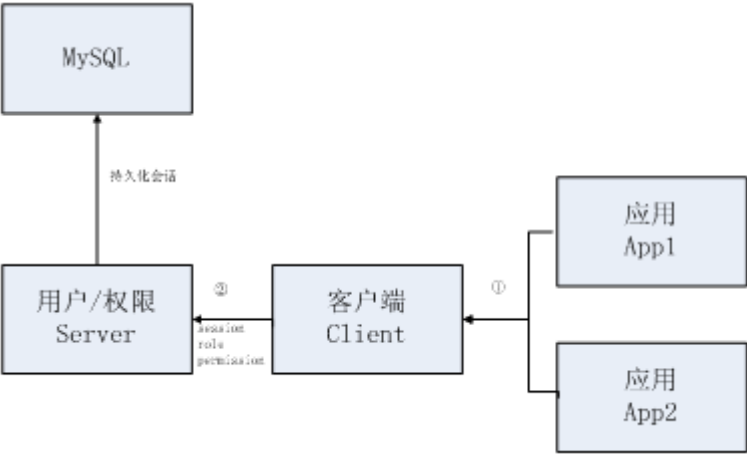 MySQL
持久化会话
应用
App1
用户/权限
Server
②
session
role
permission
客户端
Client
①
应用
App2